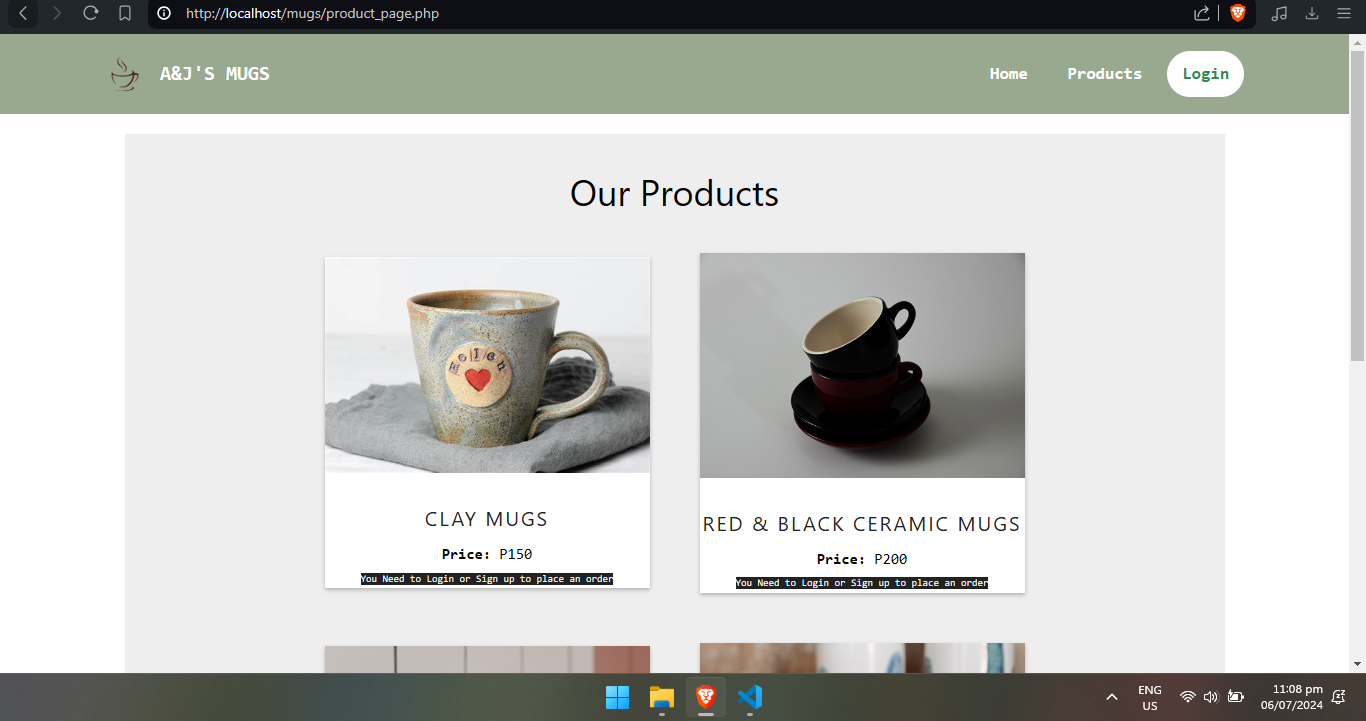 http://localhost/mugs/product_page.php
A&J'S MUGS
Home
Products
Login
Our Products
Helen
CLAY MUGS
Price: P150
You Need to Login or Sign up to place an order
RED & BLACK CERAMIC MUGS
Price: P200
You Need to Login or Sign up to place an order
ENG
US
11:08 pm
06/07/2024